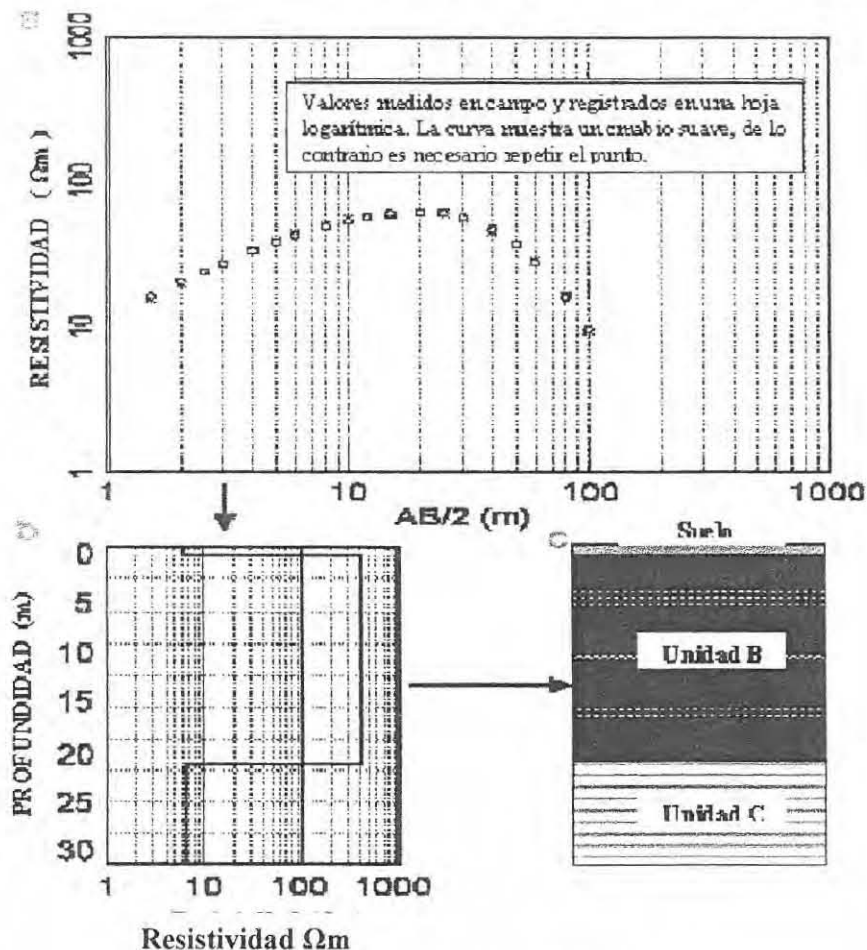 a)
1000
100
10
1
RESISTIVIDAD (Ωm)
Valores medidos en campo y registrados en una hoja
logarítmica. La curva muestra un cmabio suave, de lo
contrario es necesario repetir el punto.
1 10 100 1000
AB/2 (m)
b)
0
5
10
15
20
25
30
PROFUNDIDAD (m)
1 10 100 1000
Resistividad Ωm
Suelo
Unidad B
Unidad C